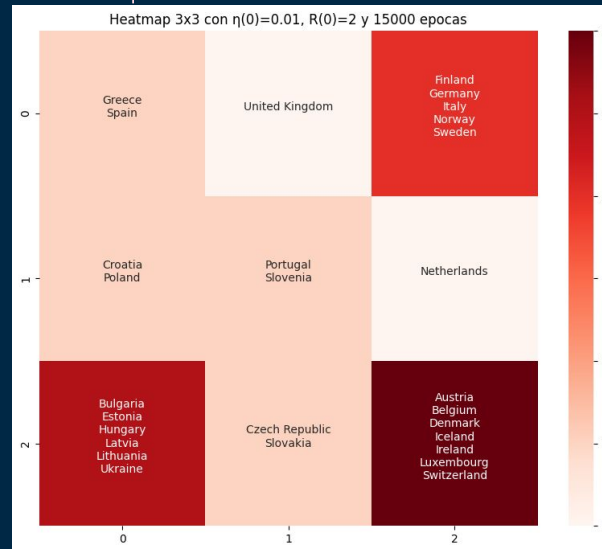 Heatmap 3x3 con η(0)=0.01, R(0)=2 y 15000 epocas
0
Greece
Spain
United Kingdom
Finland
Germany
Italy
Norway
Sweden
1
Croatia
Poland
Portugal
Slovenia
Netherlands
2
Bulgaria
Estonia
Hungary
Latvia
Lithuania
Ukraine
Czech Republic
Slovakia
Austria
Belgium
Denmark
Iceland
Ireland
Luxembourg
Switzerland
0
1
2